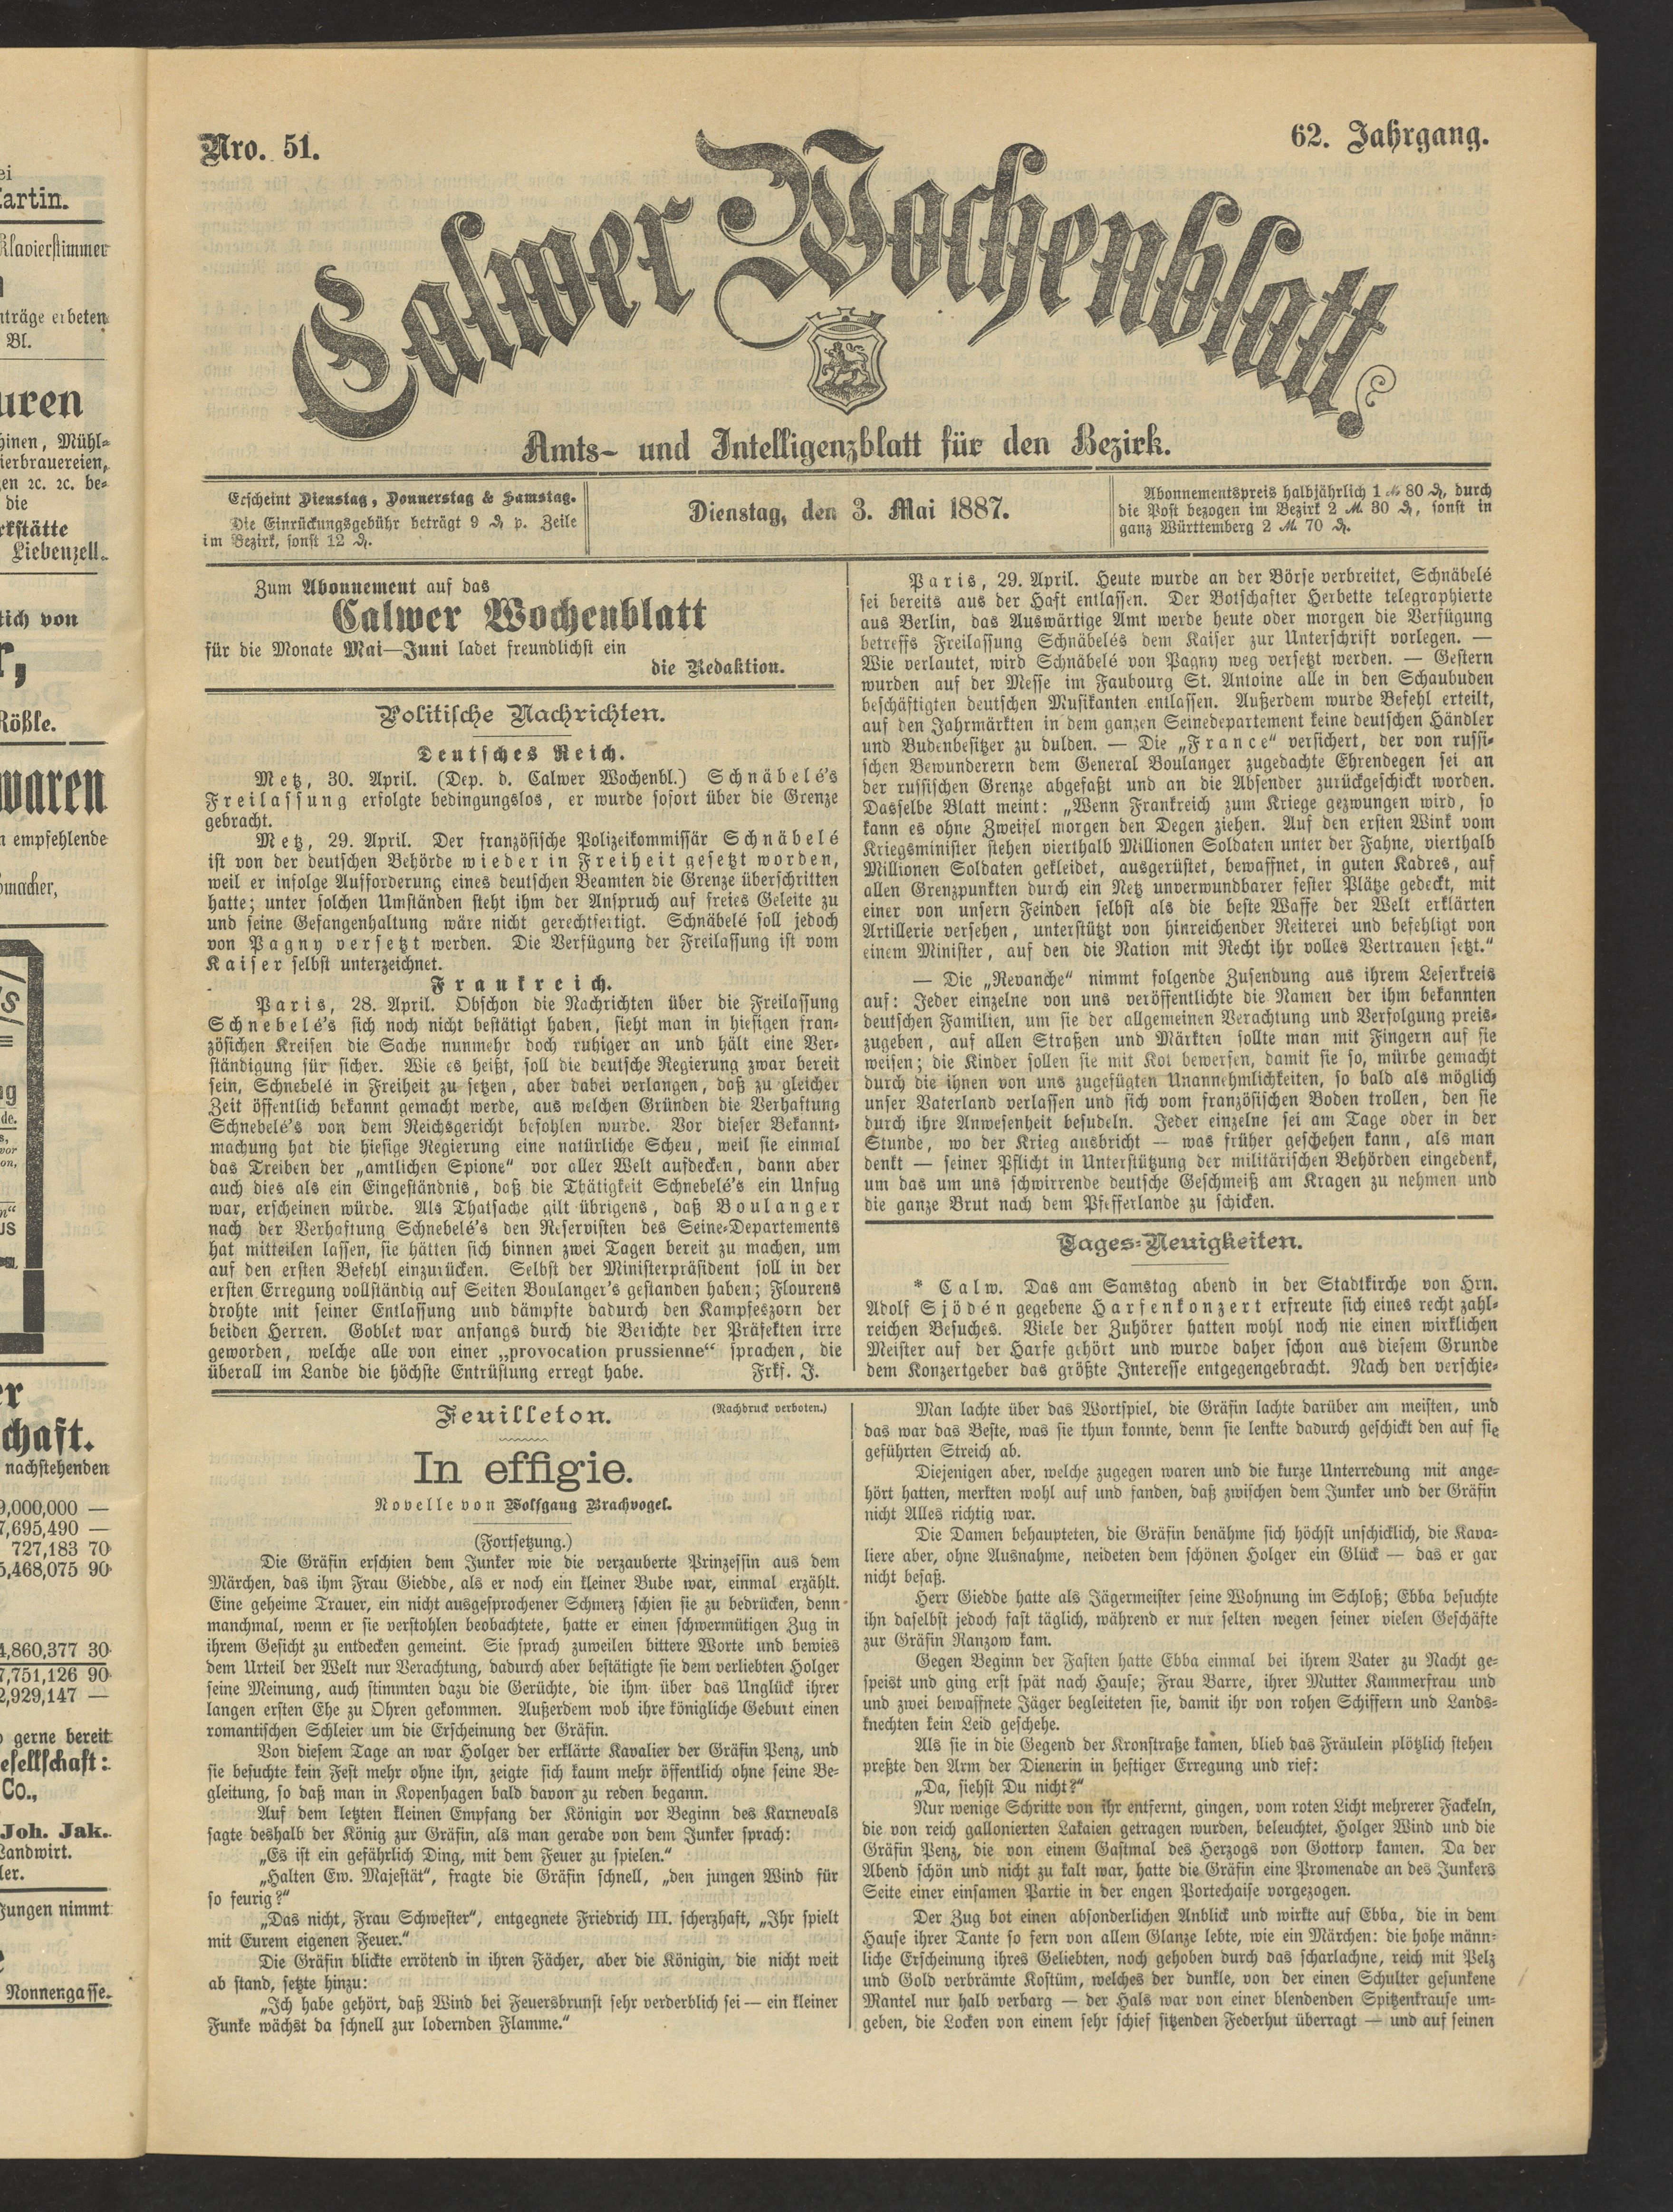 ei
artin.
Klavierstimmer
träge erbeten
Bl.
uren
hinen, Mühl-
ierbrauereien,
en ꝛc. ꝛc. be-
die
rkstätte
Liebenzell.
tich von
r,
Rößle.
waren
empfehlende
macher,
er
chaft.
nachstehenden
9,000,000 —
7,695,490 —
727,183 70
5,468,075 90
4,860,377 30
7,751,126 90
2,929,147 —
gerne bereit
esellschaft:
Co.,
Joh. Jak.
Landwirt.
ler.
Jungen nimmt
Nonnengasse.
Nro. 51.
62. Jahrgang.
Calwer Wochenblatt
Amts- und Intelligenzblatt für den Bezirk.
Erscheint Dienstag, Donnerstag & Samstag.
Die Einrückungsgebühr beträgt 9 ₰ p. Zeile
im Bezirk, sonst 12 ₰.
Dienstag, den 3. Mai 1887.
Abonnementspreis halbjährlich 1 ℳ 80 ₰, durch
die Post bezogen im Bezirk 2 ℳ 30 ₰, sonst in
ganz Württemberg 2 ℳ 70 ₰.
Zum Abonnement auf das
Calwer Wochenblatt
für die Monate Mai—Juni ladet freundlichst ein
die Redaktion.
Politische Nachrichten.
Deutsches Reich.
Metz, 30. April. (Dep. d. Calwer Wochenbl.) Schnäbelé's
Freilassung erfolgte bedingungslos, er wurde sofort über die Grenze
gebracht.
Metz, 29. April. Der französische Polizeikommissär Schnäbelé
ist von der deutschen Behörde wieder in Freiheit gesetzt worden,
weil er infolge Aufforderung eines deutschen Beamten die Grenze überschritten
hatte; unter solchen Umständen steht ihm der Anspruch auf freies Geleite zu
und seine Gefangenhaltung wäre nicht gerechtfertigt. Schnäbelé soll jedoch
von Pagny versetzt werden. Die Verfügung der Freilassung ist vom
Kaiser selbst unterzeichnet.
Frankreich.
Paris, 28. April. Obschon die Nachrichten über die Freilassung
Schnebelé's sich noch nicht bestätigt haben, sieht man in hiesigen fran-
zösichen Kreisen die Sache nunmehr doch ruhiger an und hält eine Ver-
ständigung für sicher. Wie es heißt, soll die deutsche Regierung zwar bereit
sein, Schnebelé in Freiheit zu setzen, aber dabei verlangen, daß zu gleicher
Zeit öffentlich bekannt gemacht werde, aus welchen Gründen die Verhaftung
Schnebelé's von dem Reichsgericht befohlen wurde. Vor dieser Bekannt-
machung hat die hiesige Regierung eine natürliche Scheu, weil sie einmal
das Treiben der „amtlichen Spione“ vor aller Welt aufdecken, dann aber
auch dies als ein Eingeständnis, daß die Thätigkeit Schnebelé's ein Unfug
war, erscheinen würde. Als Thatsache gilt übrigens, daß Boulanger
nach der Verhaftung Schnebelé's den Reservisten des Seine-Departements
hat mitteilen lassen, sie hätten sich binnen zwei Tagen bereit zu machen, um
auf den ersten Befehl einzurücken. Selbst der Ministerpräsident soll in der
ersten Erregung vollständig auf Seiten Boulanger's gestanden haben; Flourens
drohte mit seiner Entlassung und dämpfte dadurch den Kampfeszorn der
beiden Herren. Goblet war anfangs durch die Berichte der Präfekten irre
geworden, welche alle von einer „provocation prussienne“ sprachen, die
überall im Lande die höchste Entrüstung erregt habe. Frkf. J.
Paris, 29. April. Heute wurde an der Börse verbreitet, Schnäbelé
sei bereits aus der Haft entlassen. Der Botschafter Herbette telegraphierte
aus Berlin, das Auswärtige Amt werde heute oder morgen die Verfügung
betreffs Freilassung Schnäbelés dem Kaiser zur Unterschrift vorlegen. —
Wie verlautet, wird Schnäbelé von Pagny weg versetzt werden. — Gestern
wurden auf der Messe im Faubourg St. Antoine alle in den Schaubuden
beschäftigten deutschen Musikanten entlassen. Außerdem wurde Befehl erteilt,
auf den Jahrmärkten in dem ganzen Seinedepartement keine deutschen Händler
und Budenbesitzer zu dulden. — Die „France“ versichert, der von russi-
schen Bewunderern dem General Boulanger zugedachte Ehrendegen sei an
der russischen Grenze abgefaßt und an die Absender zurückgeschickt worden.
Dasselbe Blatt meint: „Wenn Frankreich zum Kriege gezwungen wird, so
kann es ohne Zweifel morgen den Degen ziehen. Auf den ersten Wink vom
Kriegsminister stehen vierthalb Millionen Soldaten unter der Fahne, vierthalb
Millionen Soldaten gekleidet, ausgerüstet, bewaffnet, in guten Kadres, auf
allen Grenzpunkten durch ein Netz unverwundbarer fester Plätze gedeckt, mit
einer von unsern Feinden selbst als die beste Waffe der Welt erklärten
Artillerie versehen, unterstützt von hinreichender Reiterei und befehligt von
einem Minister, auf den die Nation mit Recht ihr volles Vertrauen setzt.“
— Die „Revanche“ nimmt folgende Zusendung aus ihrem Leserkreis
auf: Jeder einzelne von uns veröffentlichte die Namen der ihm bekannten
deutschen Familien, um sie der allgemeinen Verachtung und Verfolgung preis-
zugeben, auf allen Straßen und Märkten sollte man mit Fingern auf sie
weisen; die Kinder sollen sie mit Kot bewerfen, damit sie so, mürbe gemacht
durch die ihnen von uns zugefügten Unannehmlichkeiten, so bald als möglich
unser Vaterland verlassen und sich vom französischen Boden trollen, den sie
durch ihre Anwesenheit besudeln. Jeder einzelne sei am Tage oder in der
Stunde, wo der Krieg ausbricht — was früher geschehen kann, als man
denkt — seiner Pflicht in Unterstützung der militärischen Behörden eingedenk,
um das um uns schwirrende deutsche Geschmeiß am Kragen zu nehmen und
die ganze Brut nach dem Pfefferlande zu schicken.
Tages-Neuigkeiten.
* Calw. Das am Samstag abend in der Stadtkirche von Hrn.
Adolf Sjödén gegebene Harfenkonzert erfreute sich eines recht zahl-
reichen Besuches. Viele der Zuhörer hatten wohl noch nie einen wirklichen
Meister auf der Harfe gehört und wurde daher schon aus diesem Grunde
dem Konzertgeber das größte Interesse entgegengebracht. Nach den verschie-
Feuilleton.
(Nachdruck verboten.)
In effigie.
Novelle von Wolfgang Brachvogel.
(Fortsetzung.)
Die Gräfin erschien dem Junker wie die verzauberte Prinzessin aus dem
Märchen, das ihm Frau Giedde, als er noch ein kleiner Bube war, einmal erzählt.
Eine geheime Trauer, ein nicht ausgesprochener Schmerz schien sie zu bedrücken, denn
manchmal, wenn er sie verstohlen beobachtete, hatte er einen schwermütigen Zug in
ihrem Gesicht zu entdecken gemeint. Sie sprach zuweilen bittere Worte und bewies
dem Urteil der Welt nur Verachtung, dadurch aber bestätigte sie dem verliebten Holger
seine Meinung, auch stimmten dazu die Gerüchte, die ihm über das Unglück ihrer
langen ersten Ehe zu Ohren gekommen. Außerdem wob ihre königliche Geburt einen
romantischen Schleier um die Erscheinung der Gräfin.
Von diesem Tage an war Holger der erklärte Kavalier der Gräfin Penz, und
sie besuchte kein Fest mehr ohne ihn, zeigte sich kaum mehr öffentlich ohne seine Be-
gleitung, so daß man in Kopenhagen bald davon zu reden begann.
Auf dem letzten kleinen Empfang der Königin vor Beginn des Karnevals
sagte deshalb der König zur Gräfin, als man gerade von dem Junker sprach:
„Es ist ein gefährlich Ding, mit dem Feuer zu spielen.“
„Halten Ew. Majestät“, fragte die Gräfin schnell, „den jungen Wind für
so feurig?“
„Das nicht, Frau Schwester“, entgegnete Friedrich III. scherzhaft, „Ihr spielt
mit Eurem eigenen Feuer.“
Die Gräfin blickte errötend in ihren Fächer, aber die Königin, die nicht weit
ab stand, setzte hinzu:
„Ich habe gehört, daß Wind bei Feuersbrunst sehr verderblich sei — ein kleiner
Funke wächst da schnell zur lodernden Flamme.“
Man lachte über das Wortspiel, die Gräfin lachte darüber am meisten, und
das war das Beste, was sie thun konnte, denn sie lenkte dadurch geschickt den auf sie
geführten Streich ab.
Diejenigen aber, welche zugegen waren und die kurze Unterredung mit ange-
hört hatten, merkten wohl auf und fanden, daß zwischen dem Junker und der Gräfin
nicht Alles richtig war.
Die Damen behaupteten, die Gräfin benähme sich höchst unschicklich, die Kava-
liere aber, ohne Ausnahme, neideten dem schönen Holger ein Glück — das er gar
nicht besaß.
Herr Giedde hatte als Jägermeister seine Wohnung im Schloß; Ebba besuchte
ihn daselbst jedoch fast täglich, während er nur selten wegen seiner vielen Geschäfte
zur Gräfin Ranzow kam.
Gegen Beginn der Fasten hatte Ebba einmal bei ihrem Vater zu Nacht ge-
speist und ging erst spät nach Hause; Frau Barre, ihrer Mutter Kammerfrau und
und zwei bewaffnete Jäger begleiteten sie, damit ihr von rohen Schiffern und Lands-
knechten kein Leid geschehe.
Als sie in die Gegend der Kronstraße kamen, blieb das Fräulein plötzlich stehen
preßte den Arm der Dienerin in heftiger Erregung und rief:
„Da, siehst Du nicht?“
Nur wenige Schritte von ihr entfernt, gingen, vom roten Licht mehrerer Fackeln,
die von reich gallonierten Lakaien getragen wurden, beleuchtet, Holger Wind und die
Gräfin Penz, die von einem Gastmal des Herzogs von Gottorp kamen. Da der
Abend schön und nicht zu kalt war, hatte die Gräfin eine Promenade an des Junkers
Seite einer einsamen Partie in der engen Portechaise vorgezogen.
Der Zug bot einen absonderlichen Anblick und wirkte auf Ebba, die in dem
Hause ihrer Tante so fern von allem Glanze lebte, wie ein Märchen: die hohe männ-
liche Erscheinung ihres Geliebten, noch gehoben durch das scharlachne, reich mit Pelz
und Gold verbrämte Kostüm, welches der dunkle, von der einen Schulter gesunkene
Mantel nur halb verbarg — der Hals war von einer blendenden Spitzenkrause um-
geben, die Locken von einem sehr schief sitzenden Federhut überragt — und auf seinen